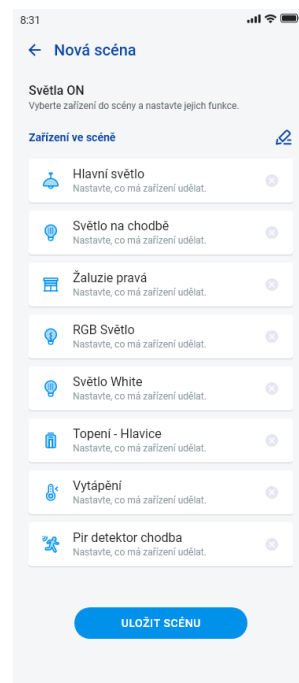 8:31
Nová scéna
Světla ON
Vyberte zařízení do scény a nastavte jejich funkce.
Zařízení ve scéně
Hlavní světlo
Nastavte, co má zařízení udělat.
Světlo na chodbě
Nastavte, co má zařízení udělat.
Žaluzie pravá
Nastavte, co má zařízení udělat.
RGB Světlo
Nastavte, co má zařízení udělat.
Světlo White
Nastavte, co má zařízení udělat.
Topení - Hlavice
Nastavte, co má zařízení udělat.
Vytápění
Nastavte, co má zařízení udělat.
Pir detektor chodba
Nastavte, co má zařízení udělat.
ULOŽIT SCÉNU